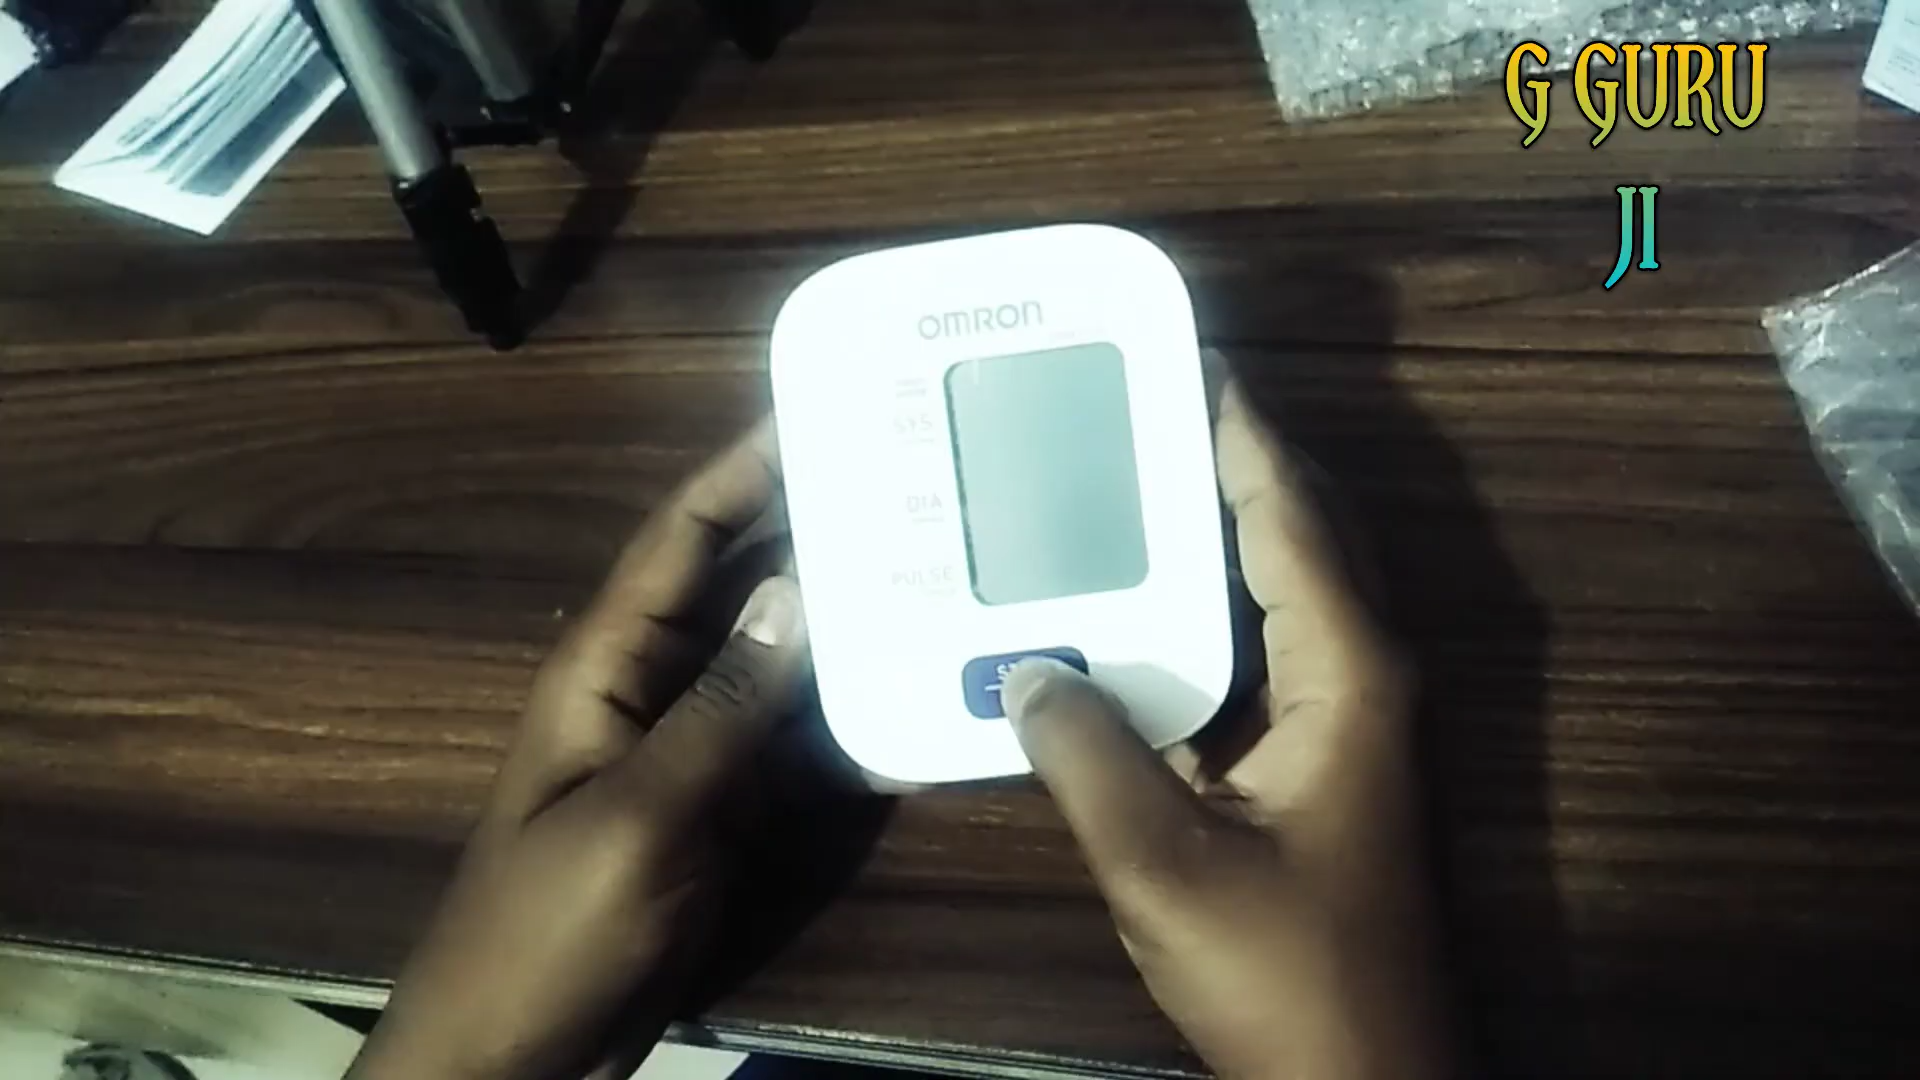 G GURU
JI
OMRON
SYS
DIA
PULSE